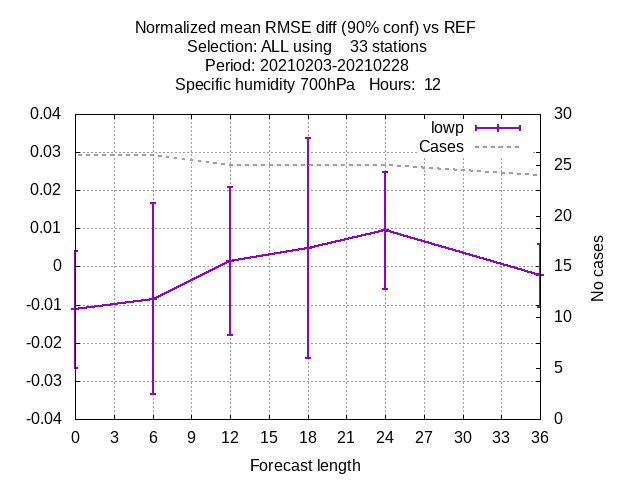 Normalized mean RMSE diff (90% conf) vs REF
Selection: ALL using    33 stations
Period: 20210203-20210228
Specific humidity 700hPa   Hours:  12
0.04
0.03
0.02
0.01
0
-0.01
-0.02
-0.03
-0.04
lowp
Cases
30
25
20
15
10
5
0
No cases
0 3 6 9 12 15 18 21 24 27 30 33 36
Forecast length